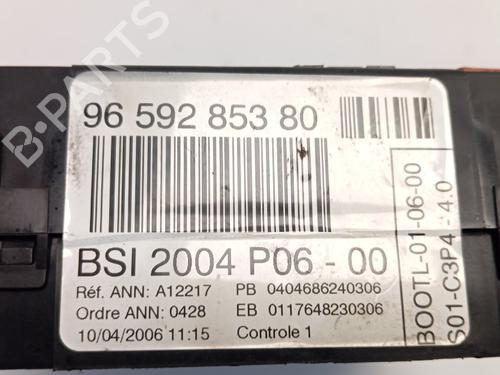 96 592 853 80
BSI 2004 P06 - 00
Réf. ANN: A12217 PB 0404686240306
Ordre ANN: 0428 EB 0117648230306
10/04/2006 11:15 Controle 1
BOOTL-01-06-00
S01-C3P4-4.0
B-PARTS